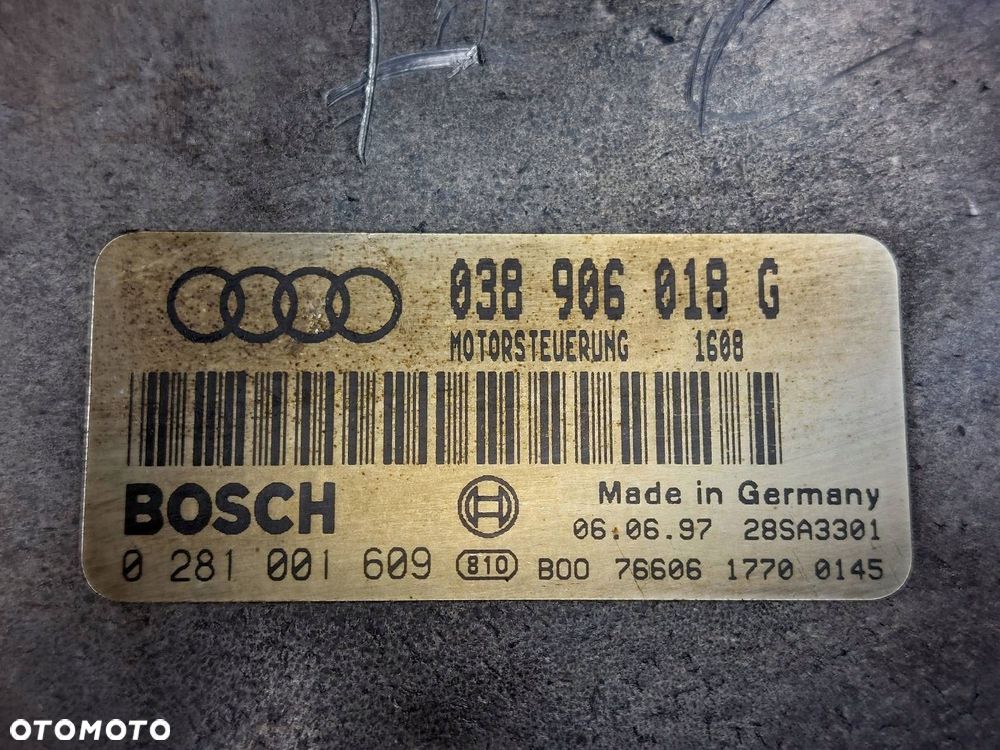 038 906 018 G
MOTORSTEUERUNG 1608
BOSCH
Made in Germany
06.06.97 28SA3301
0 281 001 609 810 B00 76606 1770 0145
OTOMOTO